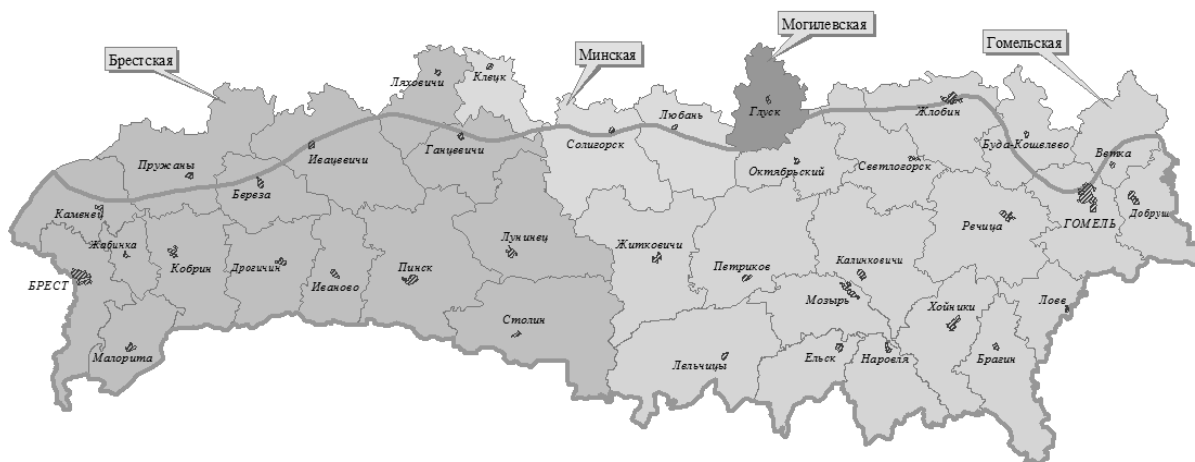 Могилевская
Брестская
Минская
Гомельская
Ляховичи
Клецк
Глуск
Жлобин
Любань
Солигорск
Ганцевичи
Ивацевичи
Пружаны
Береза
Октябрьский
Светлогорск
Буда-Кошелево
Ветка
Каменец
Жабинка
Кобрин
Дрогичин
Иваново
Пинск
Лунинец
Житковичи
Петриков
Калинковичи
Речица
ГОМЕЛЬ
Добруш
БРЕСТ
Мозырь
Хойники
Лоев
Столин
Малорита
Лельчицы
Ельск
Наровля
Брагин